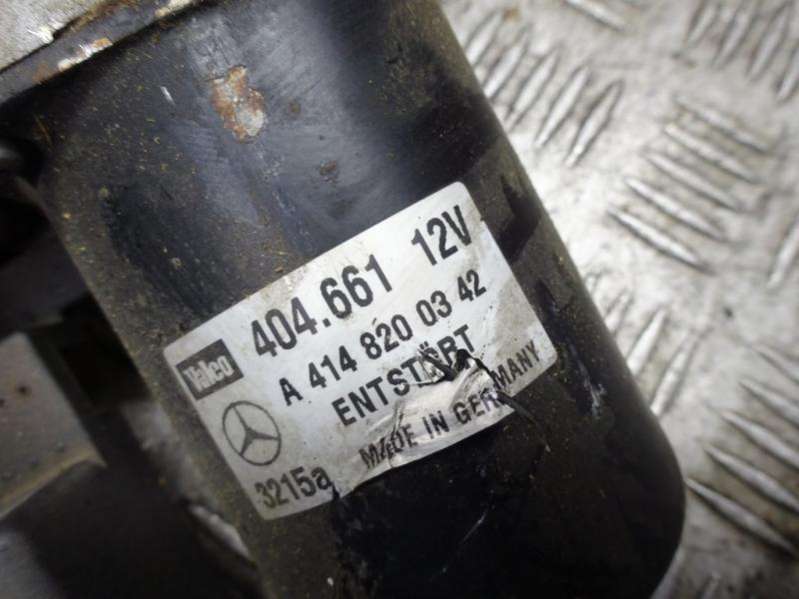 Valeo 404.661 12V
A 414 820 03 42
ENTSTÖRT
3215a MADE IN GERMANY